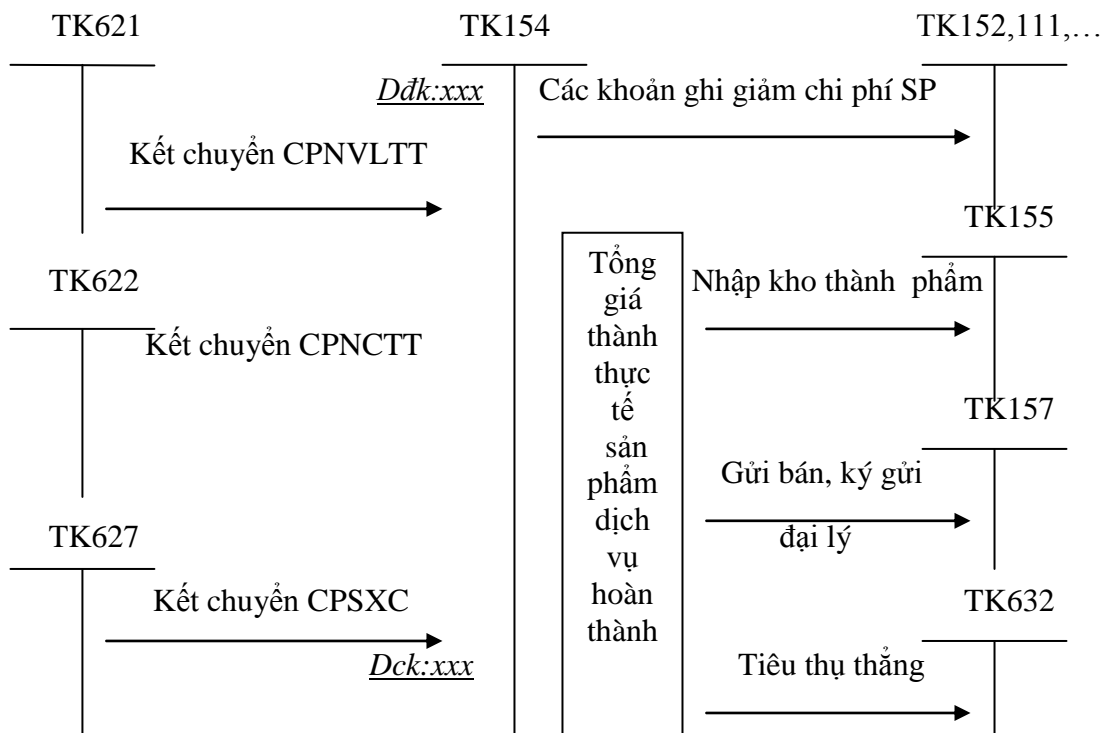 TK621
TK154
TK152,111,…
Dđk:xxx
Các khoản ghi giảm chi phí SP
Kết chuyển CPNVLTT
TK155
Tổng
giá
thành
thực
tế
sản
phẩm
dịch
vụ
hoàn
thành
Nhập kho thành phẩm
TK622
Kết chuyển CPNCTT
TK157
Gửi bán, ký gửi
đại lý
TK627
Kết chuyển CPSXC
TK632
Dck:xxx
Tiêu thụ thẳng